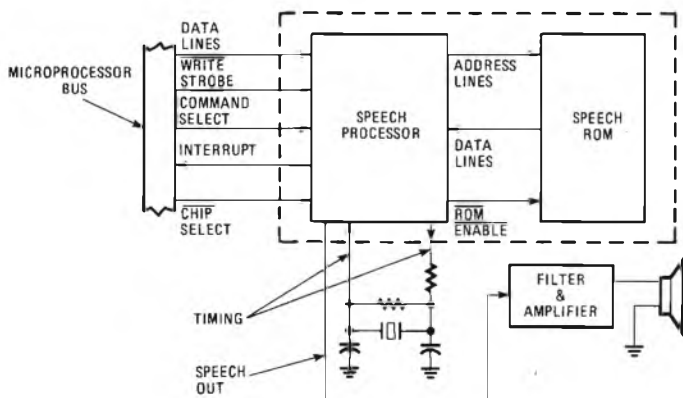 DATA
LINES
WRITE
STROBE
COMMAND
SELECT
INTERRUPT
CHIP
SELECT
MICROPROCESSOR
BUS
SPEECH
PROCESSOR
ADDRESS
LINES
DATA
LINES
ROM
ENABLE
SPEECH
ROM
TIMING
SPEECH
OUT
FILTER
&
AMPLIFIER